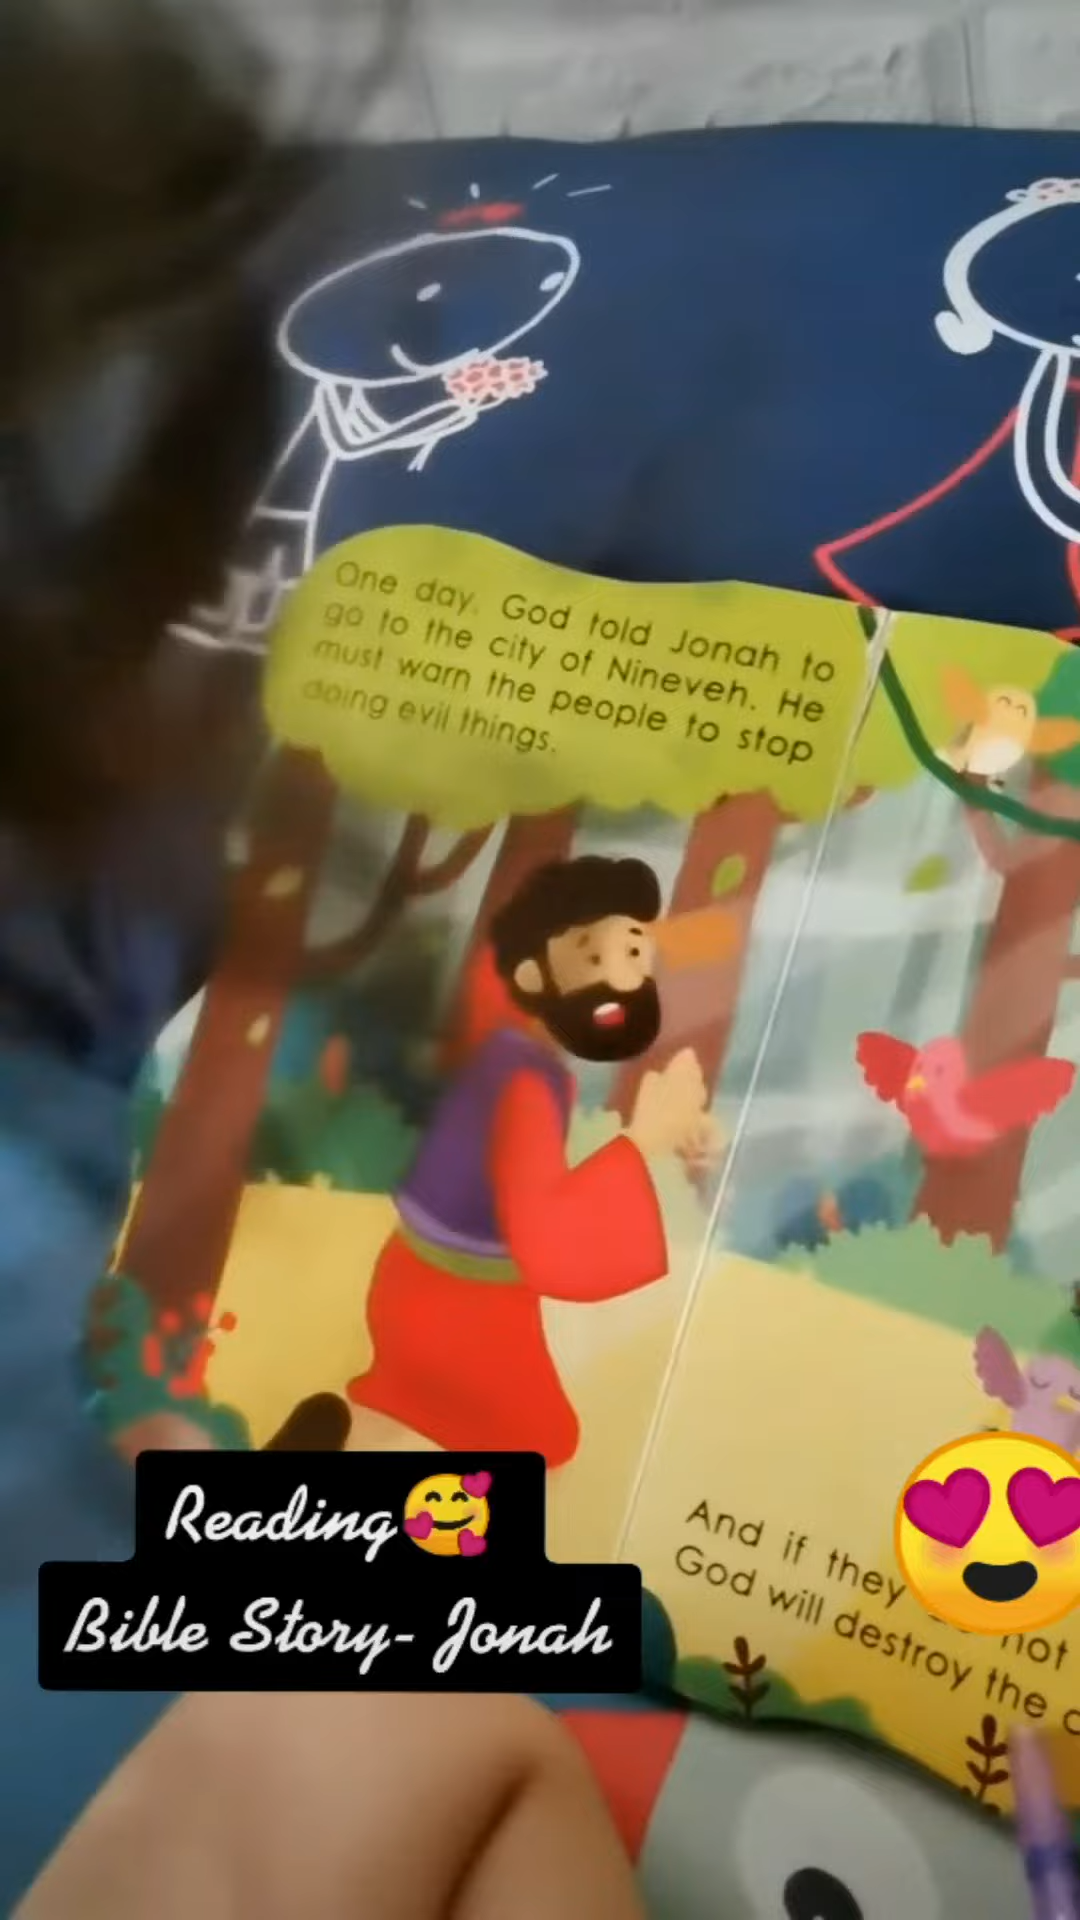 One day, God told Jonah to
go to the city of Nineveh. He
must warn the people to stop
doing evil things.
And if they not
God will destroy the
Reading🥰
Bible Story- Jonah